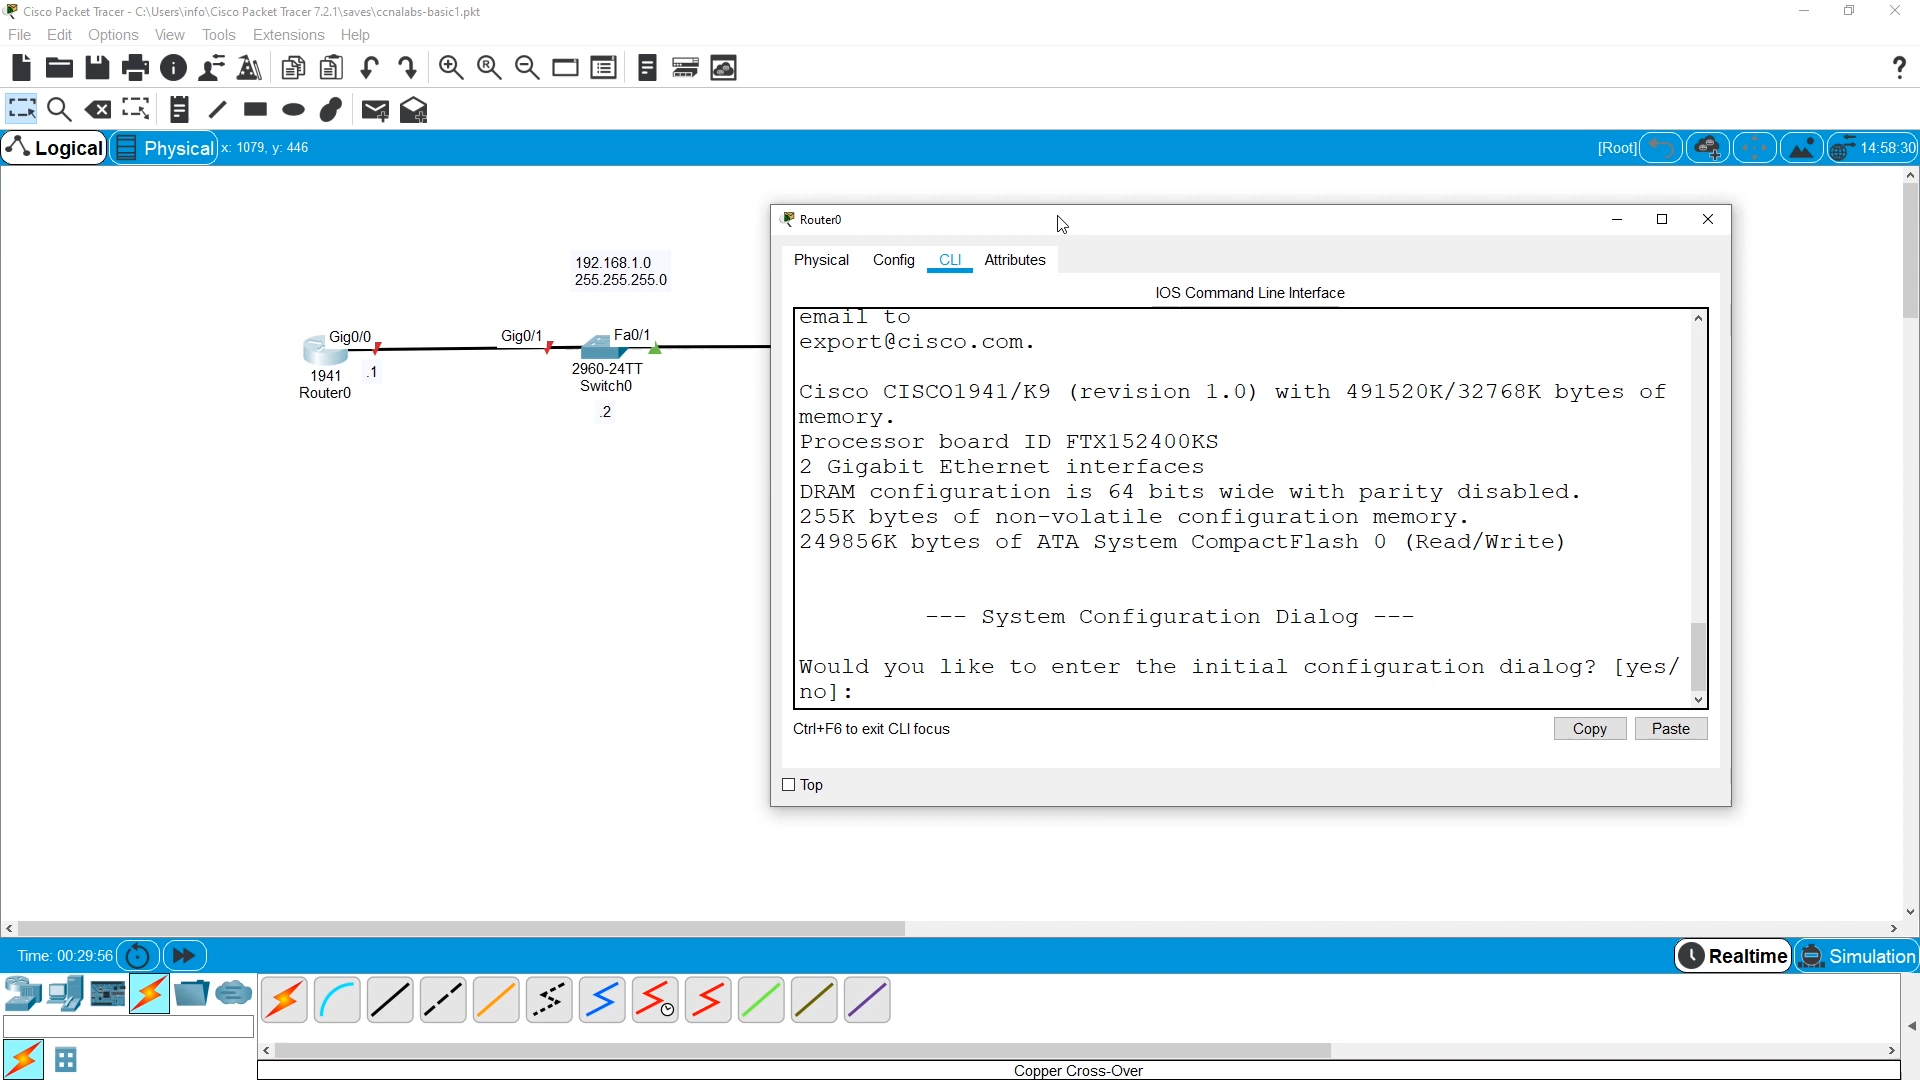 Cisco Packet Tracer - C:\Users\info\Cisco Packet Tracer 7.2.1\saves\ccnalabs-basic1.pkt
File Edit Options View Tools Extensions Help
?
Logical Physical x: 1079, y: 446 [Root] 14:58:30
192.168.1.0
255.255.255.0
Gig0/0 Gig0/1 Fa0/1
1941
Router0
.1
2960-24TT
Switch0
.2
Router0
Physical Config CLI Attributes
IOS Command Line Interface
email to
export@cisco.com.
Cisco CISCO1941/K9 (revision 1.0) with 491520K/32768K bytes of
memory.
Processor board ID FTX152400KS
2 Gigabit Ethernet interfaces
DRAM configuration is 64 bits wide with parity disabled.
255K bytes of non-volatile configuration memory.
249856K bytes of ATA System CompactFlash 0 (Read/Write)
--- System Configuration Dialog ---
Would you like to enter the initial configuration dialog? [yes/
no]:
Ctrl+F6 to exit CLI focus
Copy Paste
Top
Time: 00:29:56
Realtime Simulation
Copper Cross-Over